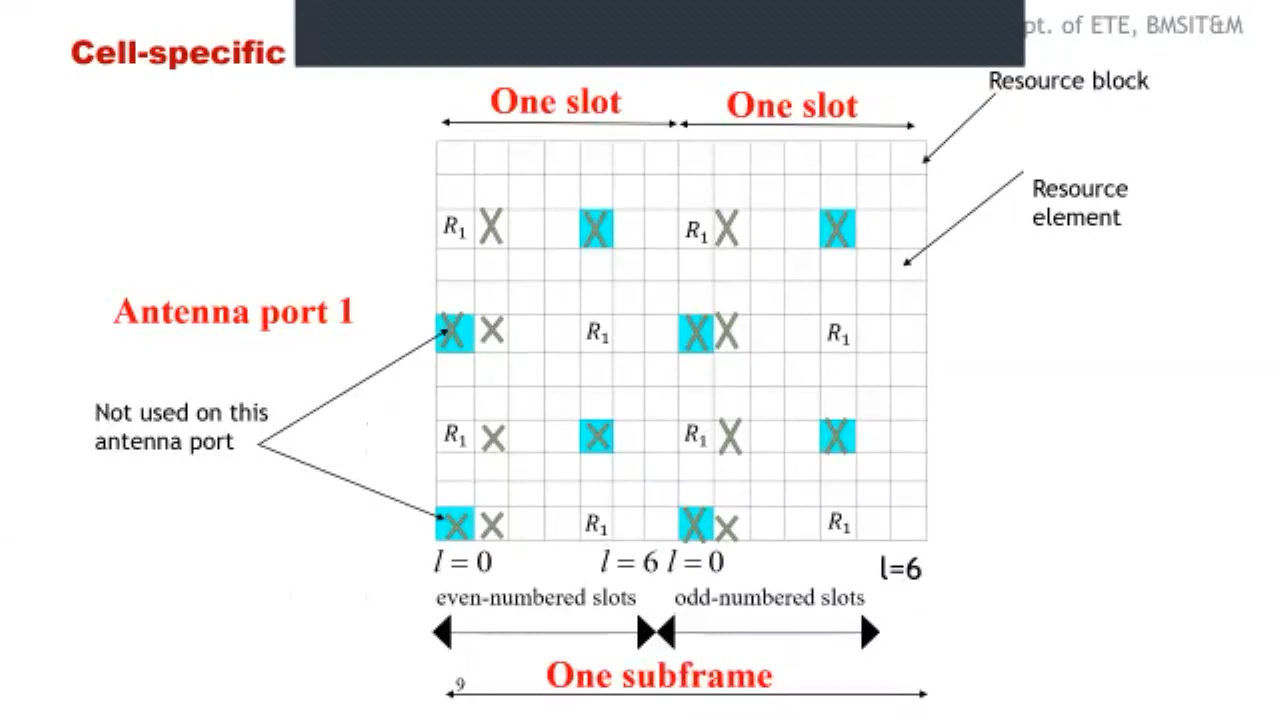 pt. of ETE, BMSIT&M
Cell-specific
Resource block
One slot One slot
Resource
element
R₁ R₁
Antenna port 1
R₁ R₁
Not used on this
antenna port
R₁ R₁
R₁ R₁
l = 0 l = 6 l = 0 l=6
even-numbered slots odd-numbered slots
One subframe
9